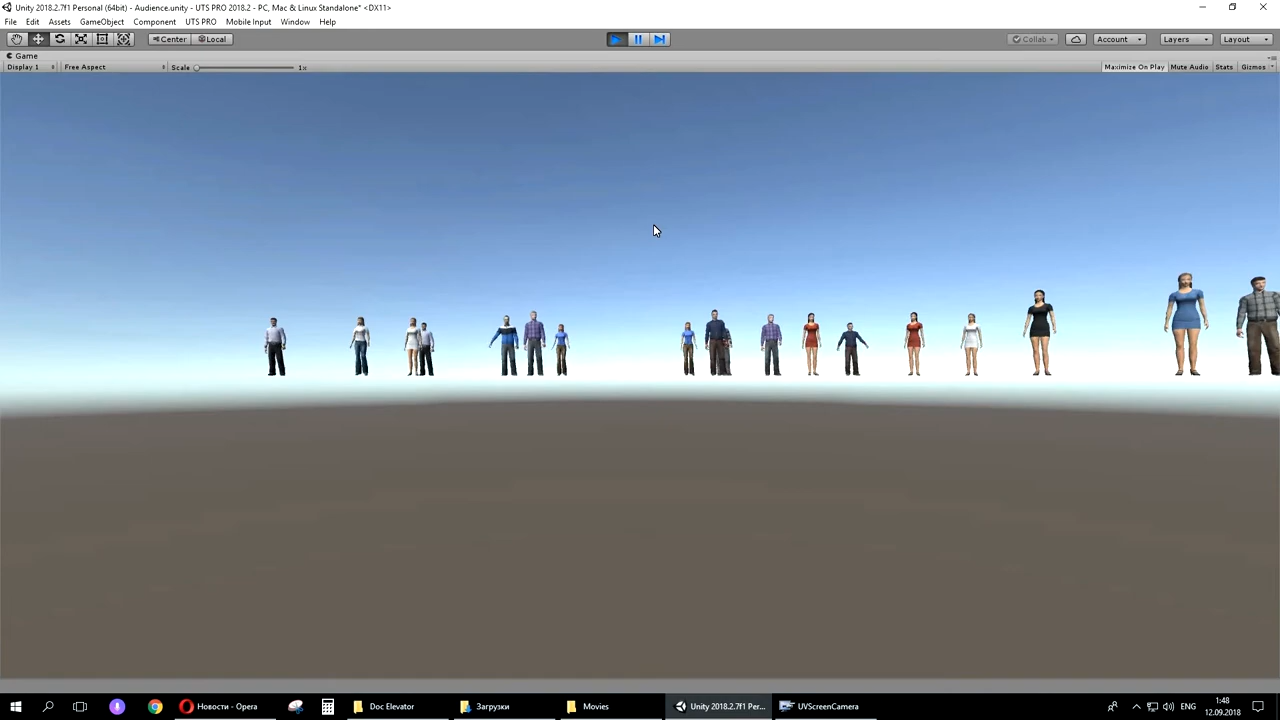 Unity 2018.2.7f1 Personal (64bit) - Audience.unity - UTS PRO 2018.2 - PC, Mac & Linux Standalone* <DX11>
File Edit Assets GameObject Component UTS PRO Mobile Input Window Help
Center Local Collab Account Layers Layout
Game
Display 1 Free Aspect Scale 1x Maximize On Play Mute Audio Stats Gizmos
Новости - Opera Doc Elevator Загрузки Movies Unity 2018.2.7f1 Per... UVScreenCamera ENG
1:48
12.09.2018